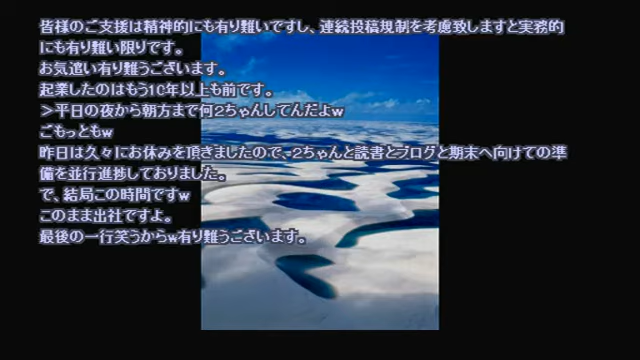 皆様のご支援は精神的にも有り難いですし、連続投稿規制を考慮致しますと実務的
にも有り難い限りです。
お気遣い有り難うございます。
起業したのはもう10年以上も前です。
＞平日の夜から朝方まで何２ちゃんしてんだよｗ
ごもっともｗ
昨日は久々にお休みを頂きましたので、２ちゃんと読書とブログと期末へ向けての準
備を並行進捗しておりました。
で、結局この時間ですｗ
このまま出社ですよ。
最後の一行笑うからｗ有り難うございます。